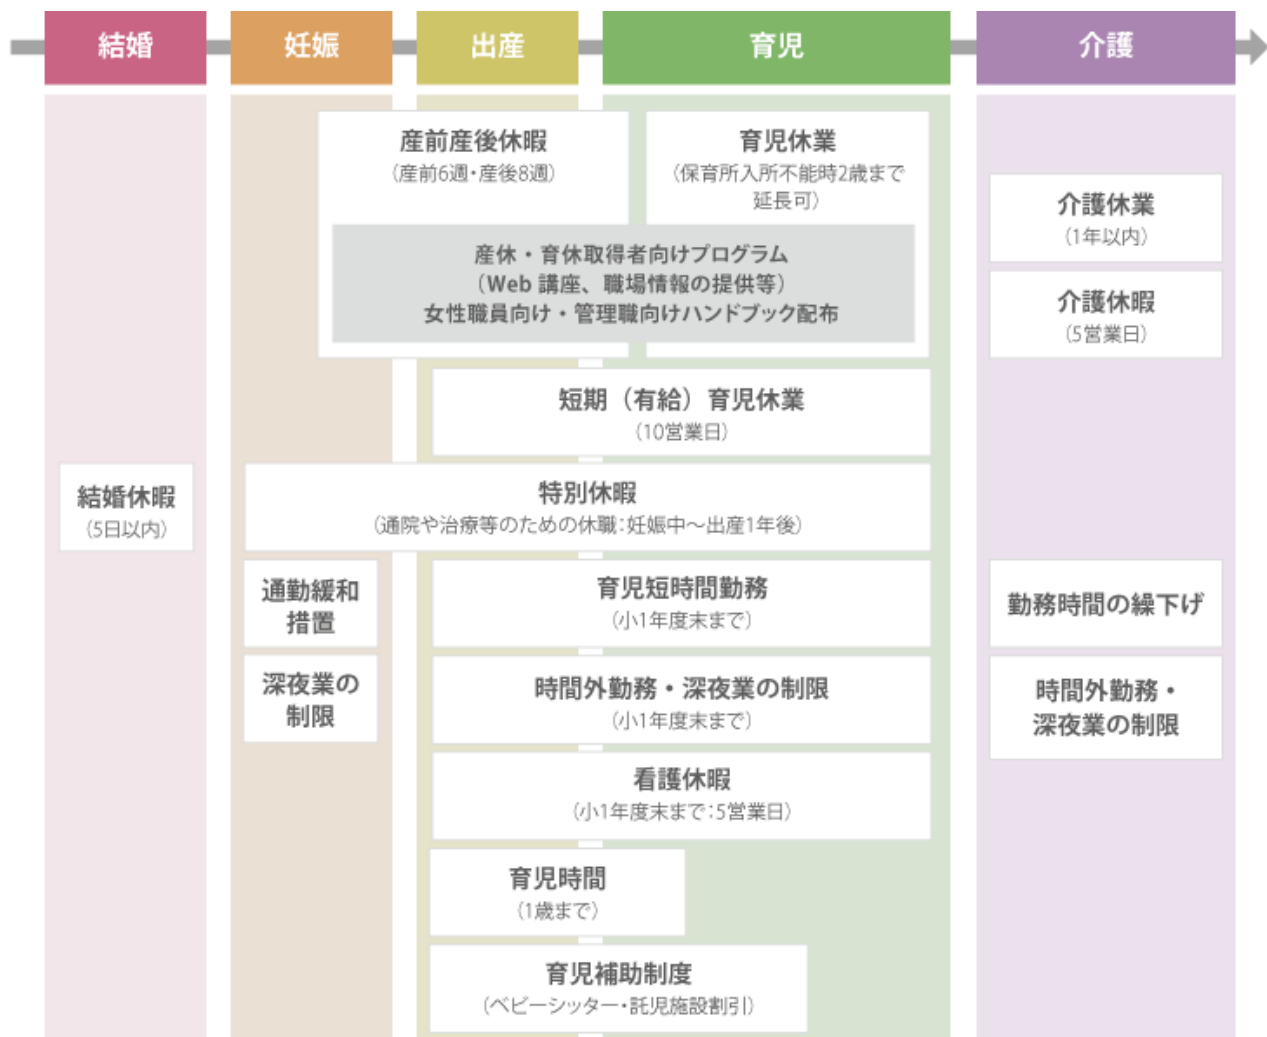 結婚
妊娠
出産
育児
介護
産前産後休暇
（産前6週・産後8週）
育児休業
（保育所入所不能時2歳まで
延長可）
産休・育休取得者向けプログラム
（Web 講座、職場情報の提供等）
女性職員向け・管理職向けハンドブック配布
介護休業
（1年以内）
介護休暇
（5営業日）
短期（有給）育児休業
（10営業日）
結婚休暇
（5日以内）
特別休暇
（通院や治療等のための休職：妊娠中～出産1年後）
通勤緩和
措置
育児短時間勤務
（小1年度末まで）
勤務時間の繰下げ
深夜業の
制限
時間外勤務・深夜業の制限
（小1年度末まで）
時間外勤務・
深夜業の制限
看護休暇
（小1年度末まで：5営業日）
育児時間
（1歳まで）
育児補助制度
（ベビーシッター・託児施設割引）